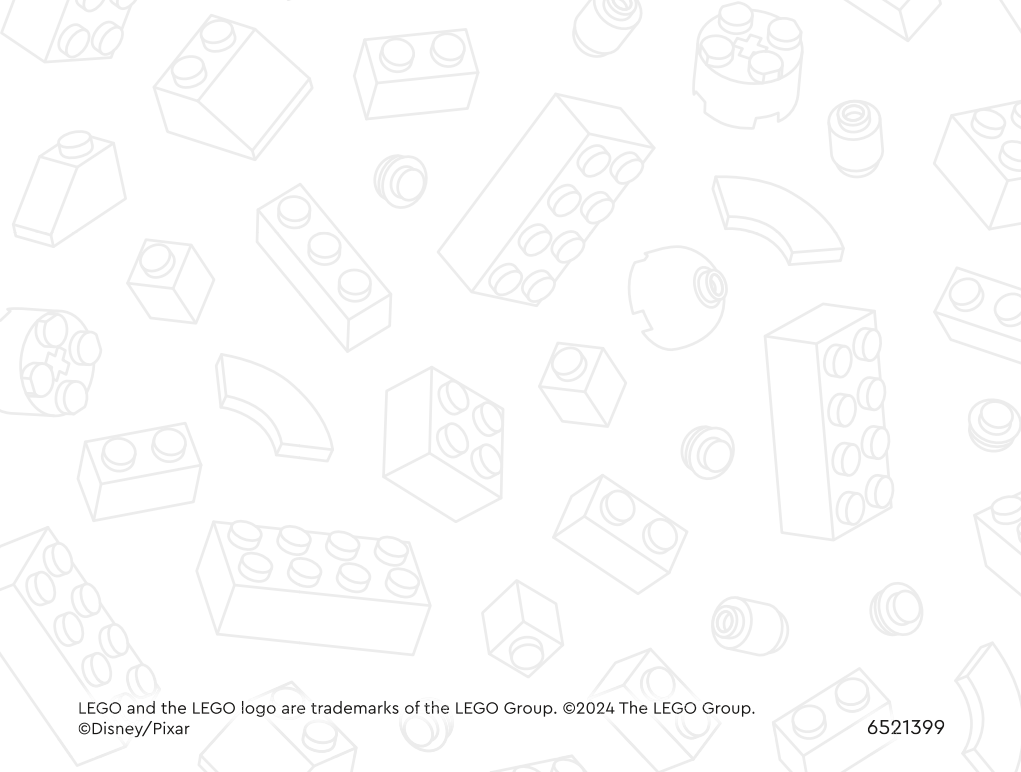 LEGO and the LEGO logo are trademarks of the LEGO Group. ©2024 The LEGO Group.
©Disney/Pixar
6521399